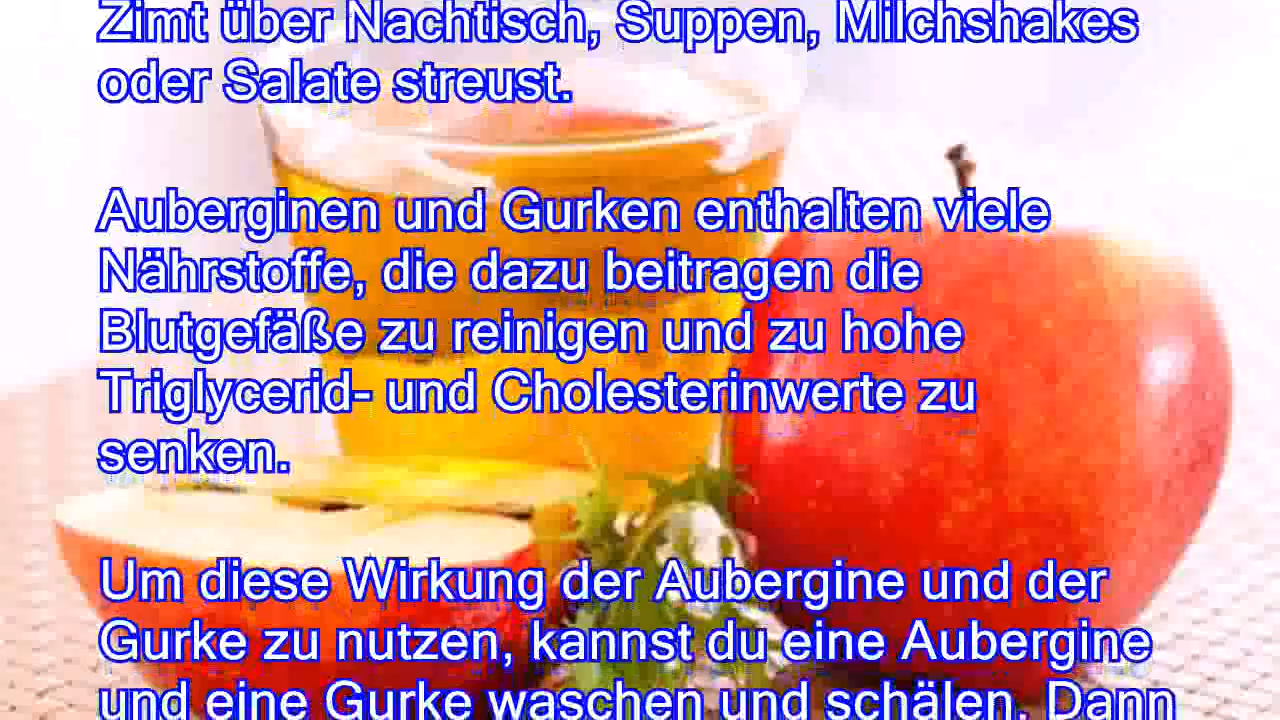 Zimt über Nachtisch, Suppen, Milchshakes
oder Salate streust.
Auberginen und Gurken enthalten viele
Nährstoffe, die dazu beitragen die
Blutgefäße zu reinigen und zu hohe
Triglycerid- und Cholesterinwerte zu
senken.
Um diese Wirkung der Aubergine und der
Gurke zu nutzen, kannst du eine Aubergine
und eine Gurke waschen und schälen. Dann